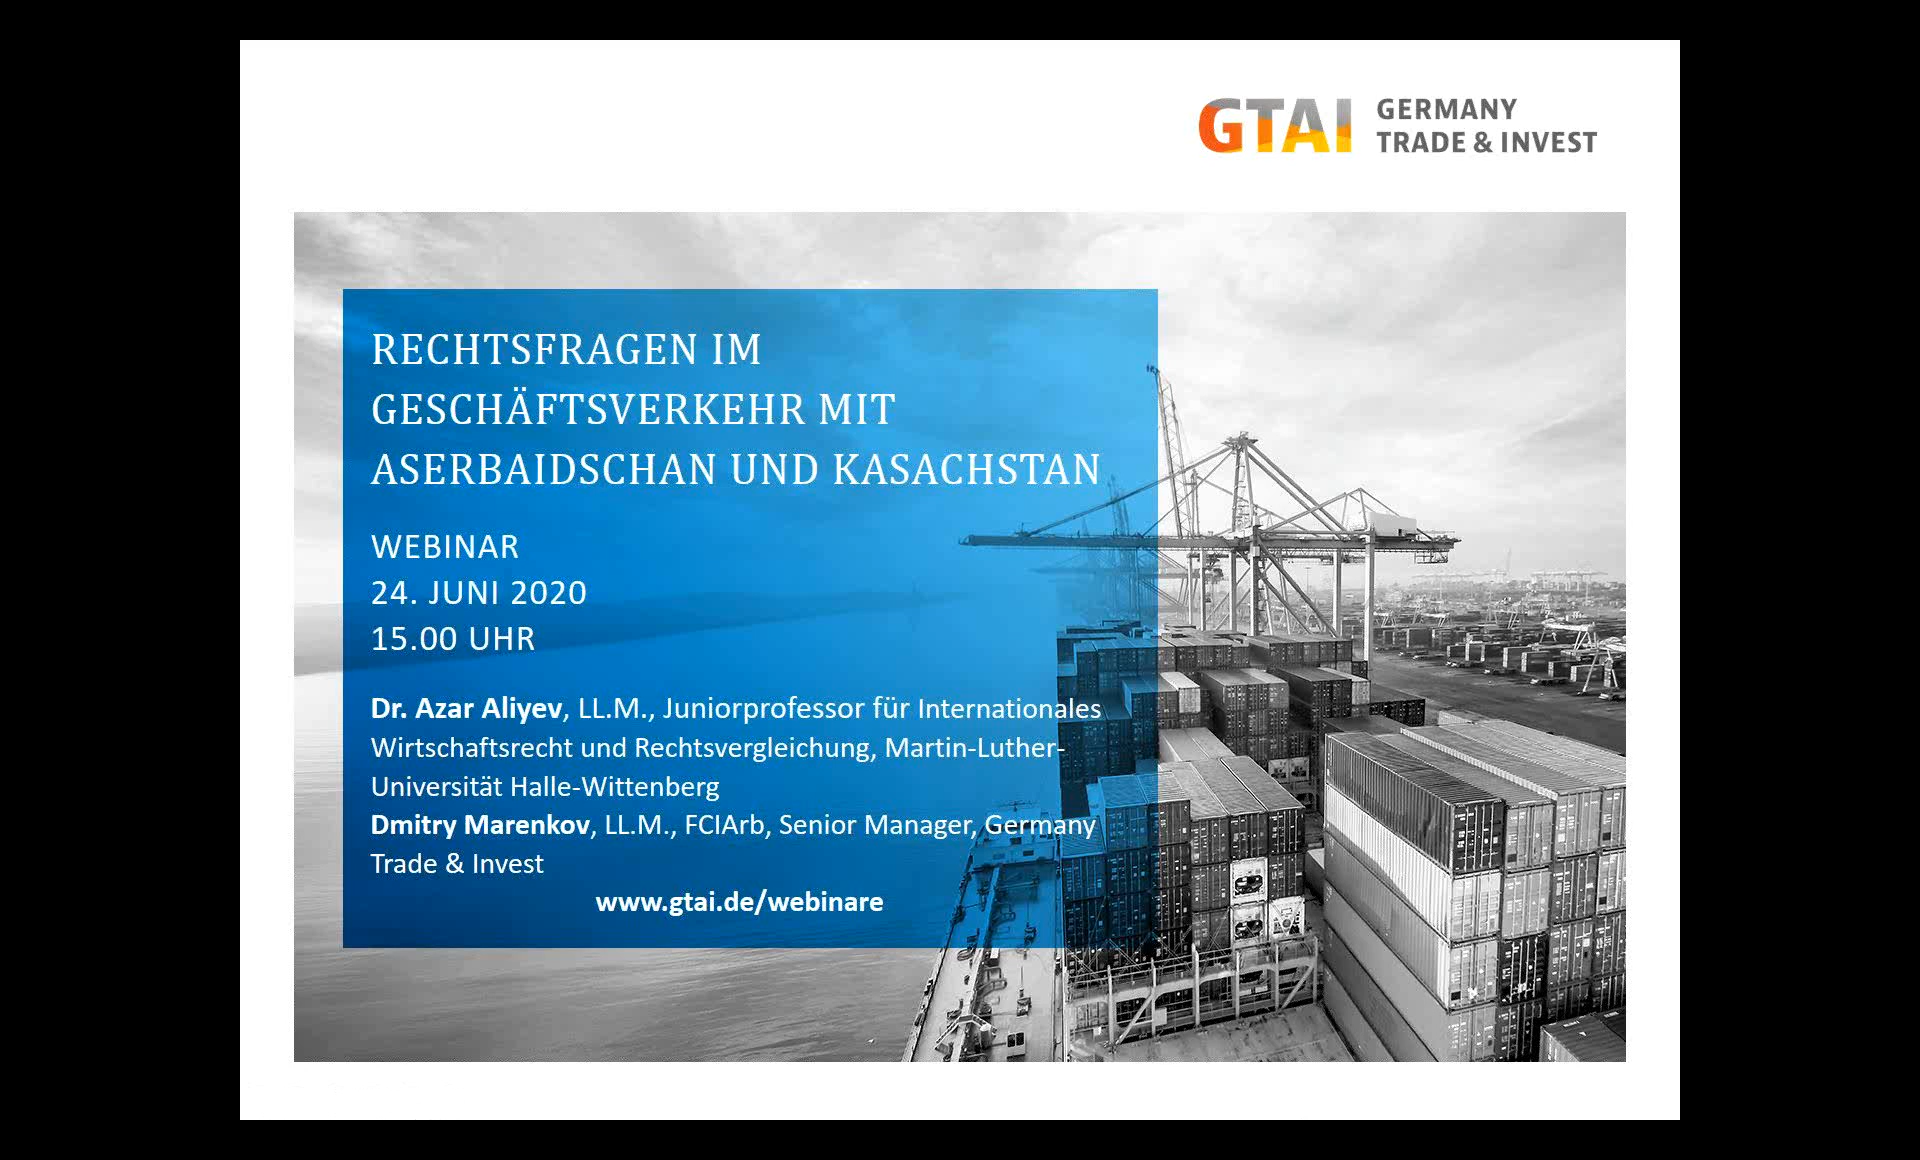 GTAI GERMANY
TRADE & INVEST
RECHTSFRAGEN IM
GESCHÄFTSVERKEHR MIT
ASERBAIDSCHAN UND KASACHSTAN
WEBINAR
24. JUNI 2020
15.00 UHR
Dr. Azar Aliyev, LL.M., Juniorprofessor für Internationales
Wirtschaftsrecht und Rechtsvergleichung, Martin-Luther-
Universität Halle-Wittenberg
Dmitry Marenkov, LL.M., FCIArb, Senior Manager, Germany
Trade & Invest
www.gtai.de/webinare